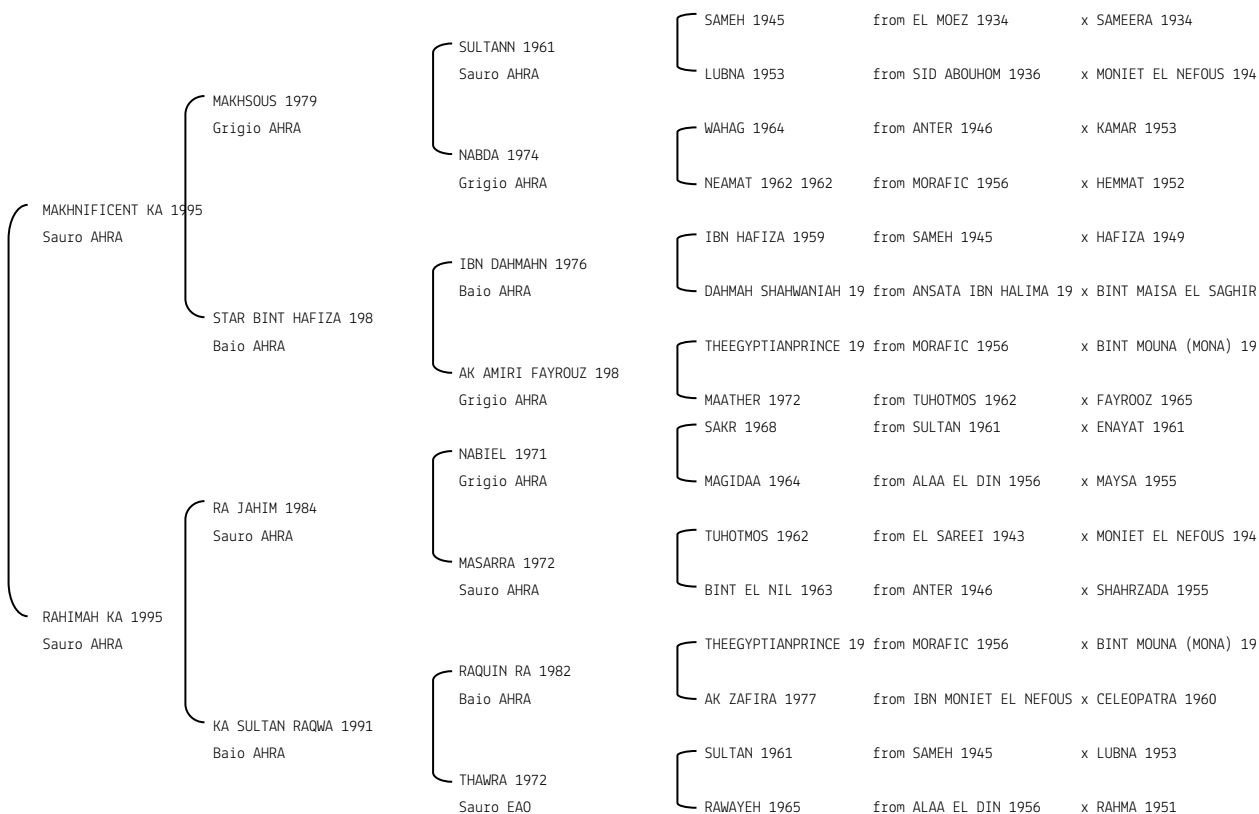 SAMEH 1945 from EL MOEZ 1934 x SAMEERA 1934
SULTANN 1961
Sauro AHRA LUBNA 1953 from SID ABOUHOM 1936 x MONIET EL NEFOUS 194
MAKHSOUS 1979
Grigio AHRA WAHAG 1964 from ANTER 1946 x KAMAR 1953
NABDA 1974
Grigio AHRA NEAMAT 1962 1962 from MORAFIC 1956 x HEMMAT 1952
MAKHNIFICENT KA 1995
Sauro AHRA IBN HAFIZA 1959 from SAMEH 1945 x HAFIZA 1949
IBN DAHMAHN 1976
Baio AHRA DAHMAH SHAHWANIAH 19 from ANSATA IBN HALIMA 19 x BINT MAISA EL SAGHIR
STAR BINT HAFIZA 198
Baio AHRA THEEGYPTIANPRINCE 19 from MORAFIC 1956 x BINT MOUNA (MONA) 19
AK AMIRI FAYROUZ 198
Grigio AHRA MAATHER 1972 from TUHOTMOS 1962 x FAYROOZ 1965
SAKR 1968 from SULTAN 1961 x ENAYAT 1961
NABIEL 1971
Grigio AHRA MAGIDAA 1964 from ALAA EL DIN 1956 x MAYSA 1955
RA JAHIM 1984
Sauro AHRA TUHOTMOS 1962 from EL SAREEI 1943 x MONIET EL NEFOUS 194
MASARRA 1972
Sauro AHRA BINT EL NIL 1963 from ANTER 1946 x SHAHRZADA 1955
RAHIMAH KA 1995
Sauro AHRA THEEGYPTIANPRINCE 19 from MORAFIC 1956 x BINT MOUNA (MONA) 19
RAQUIN RA 1982
Baio AHRA AK ZAFIRA 1977 from IBN MONIET EL NEFOUS x CELEOPATRA 1960
KA SULTAN RAQWA 1991
Baio AHRA SULTAN 1961 from SAMEH 1945 x LUBNA 1953
THAWRA 1972
Sauro EAO RAWAYEH 1965 from ALAA EL DIN 1956 x RAHMA 1951